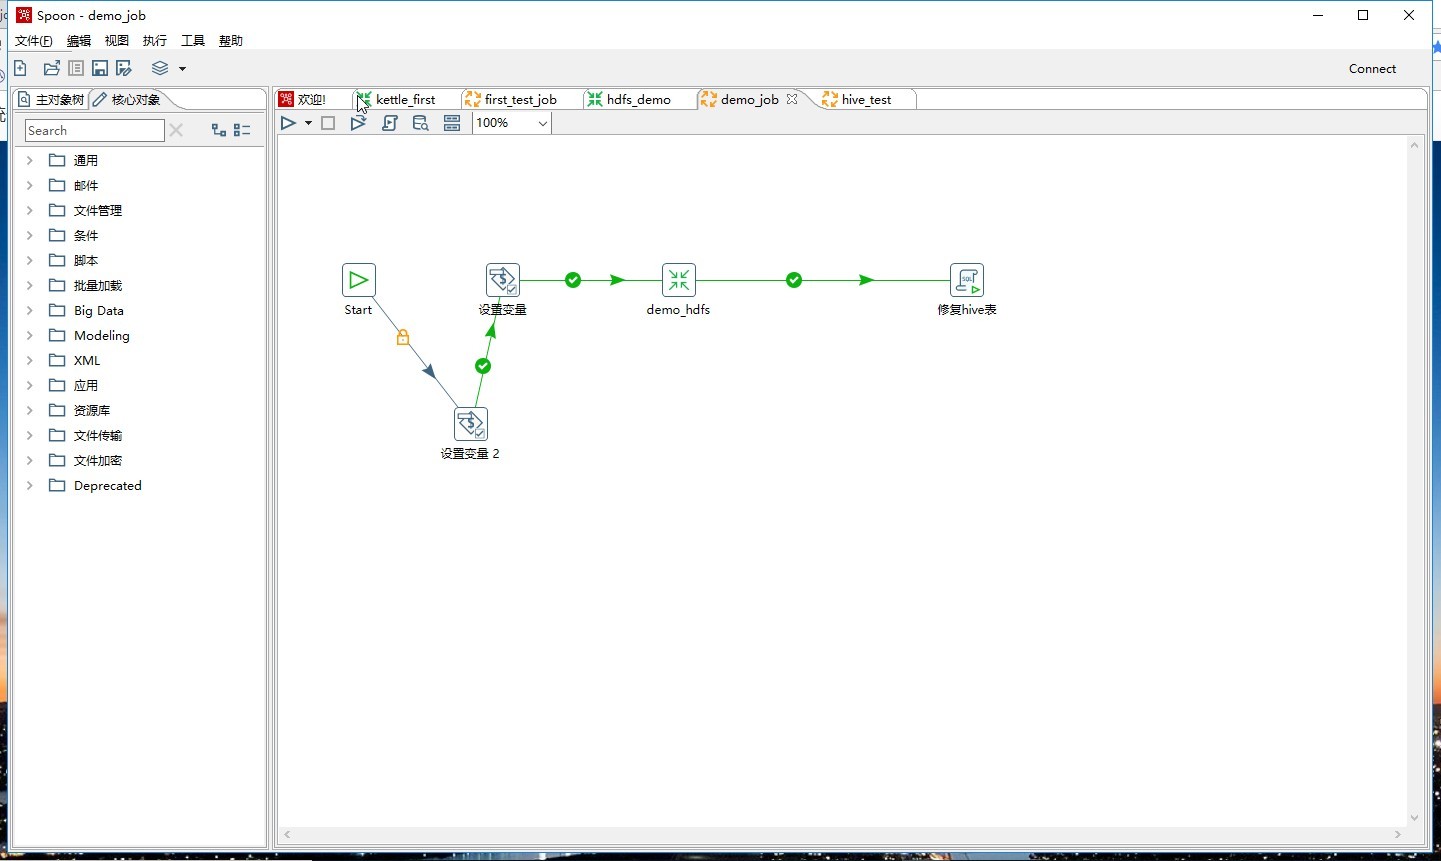 Spoon - demo_job
文件(F) 编辑 视图 执行 工具 帮助
Connect
主对象树 核心对象
欢迎! kettle_first first_test_job hdfs_demo demo_job hive_test
Search
100%
通用
邮件
文件管理
条件
脚本
批量加载
Big Data
Modeling
XML
应用
资源库
文件传输
文件加密
Deprecated
Start 设置变量 demo_hdfs 修复hive表
SQL
设置变量 2